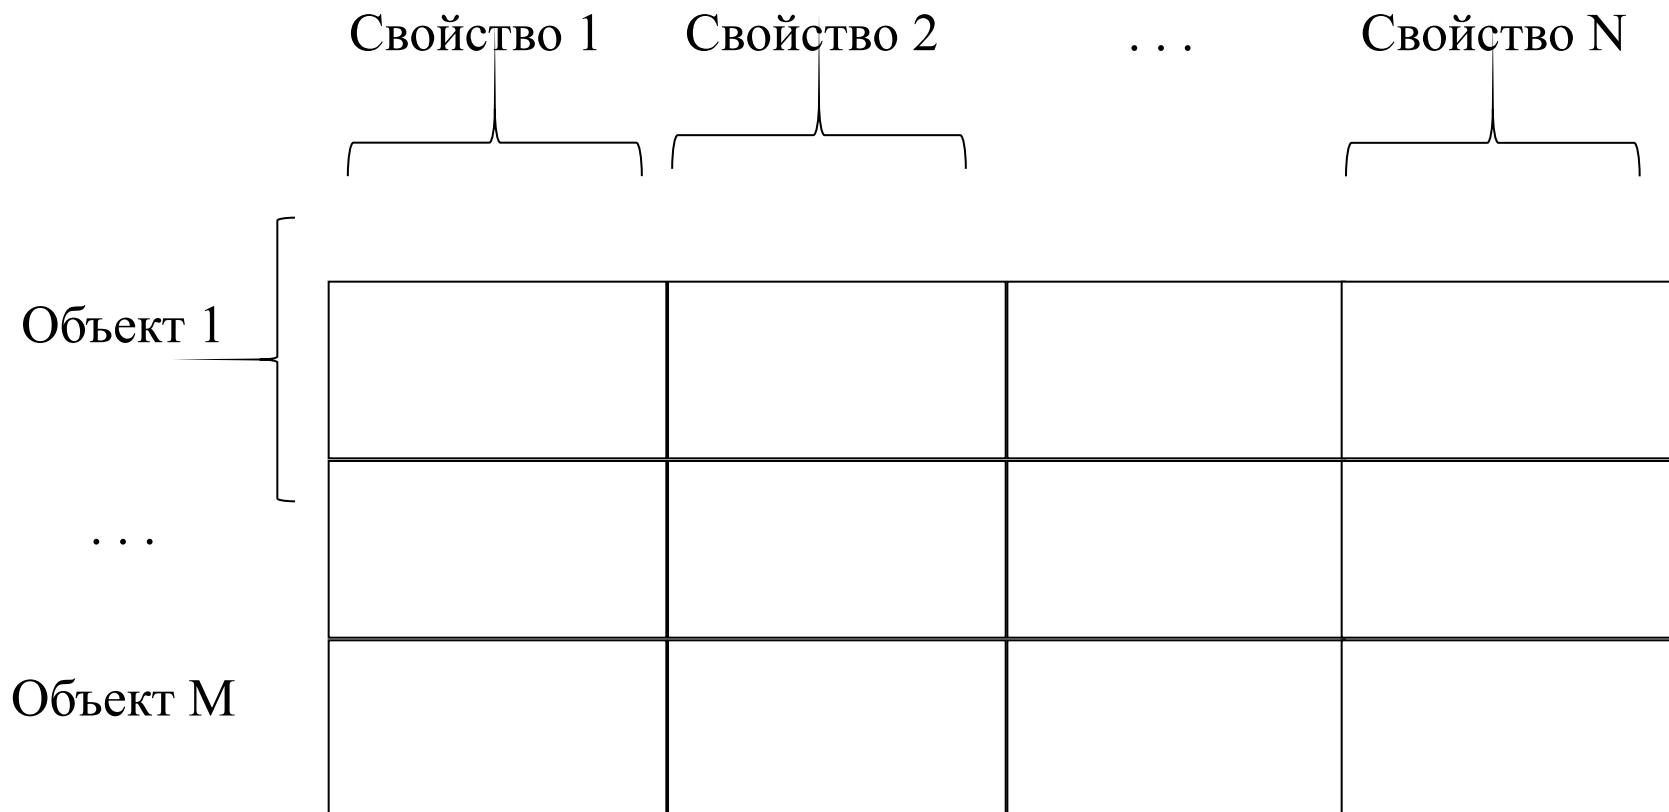 Свойство 1 Свойство 2 . . . Свойство N
Объект 1
. . .
Объект M